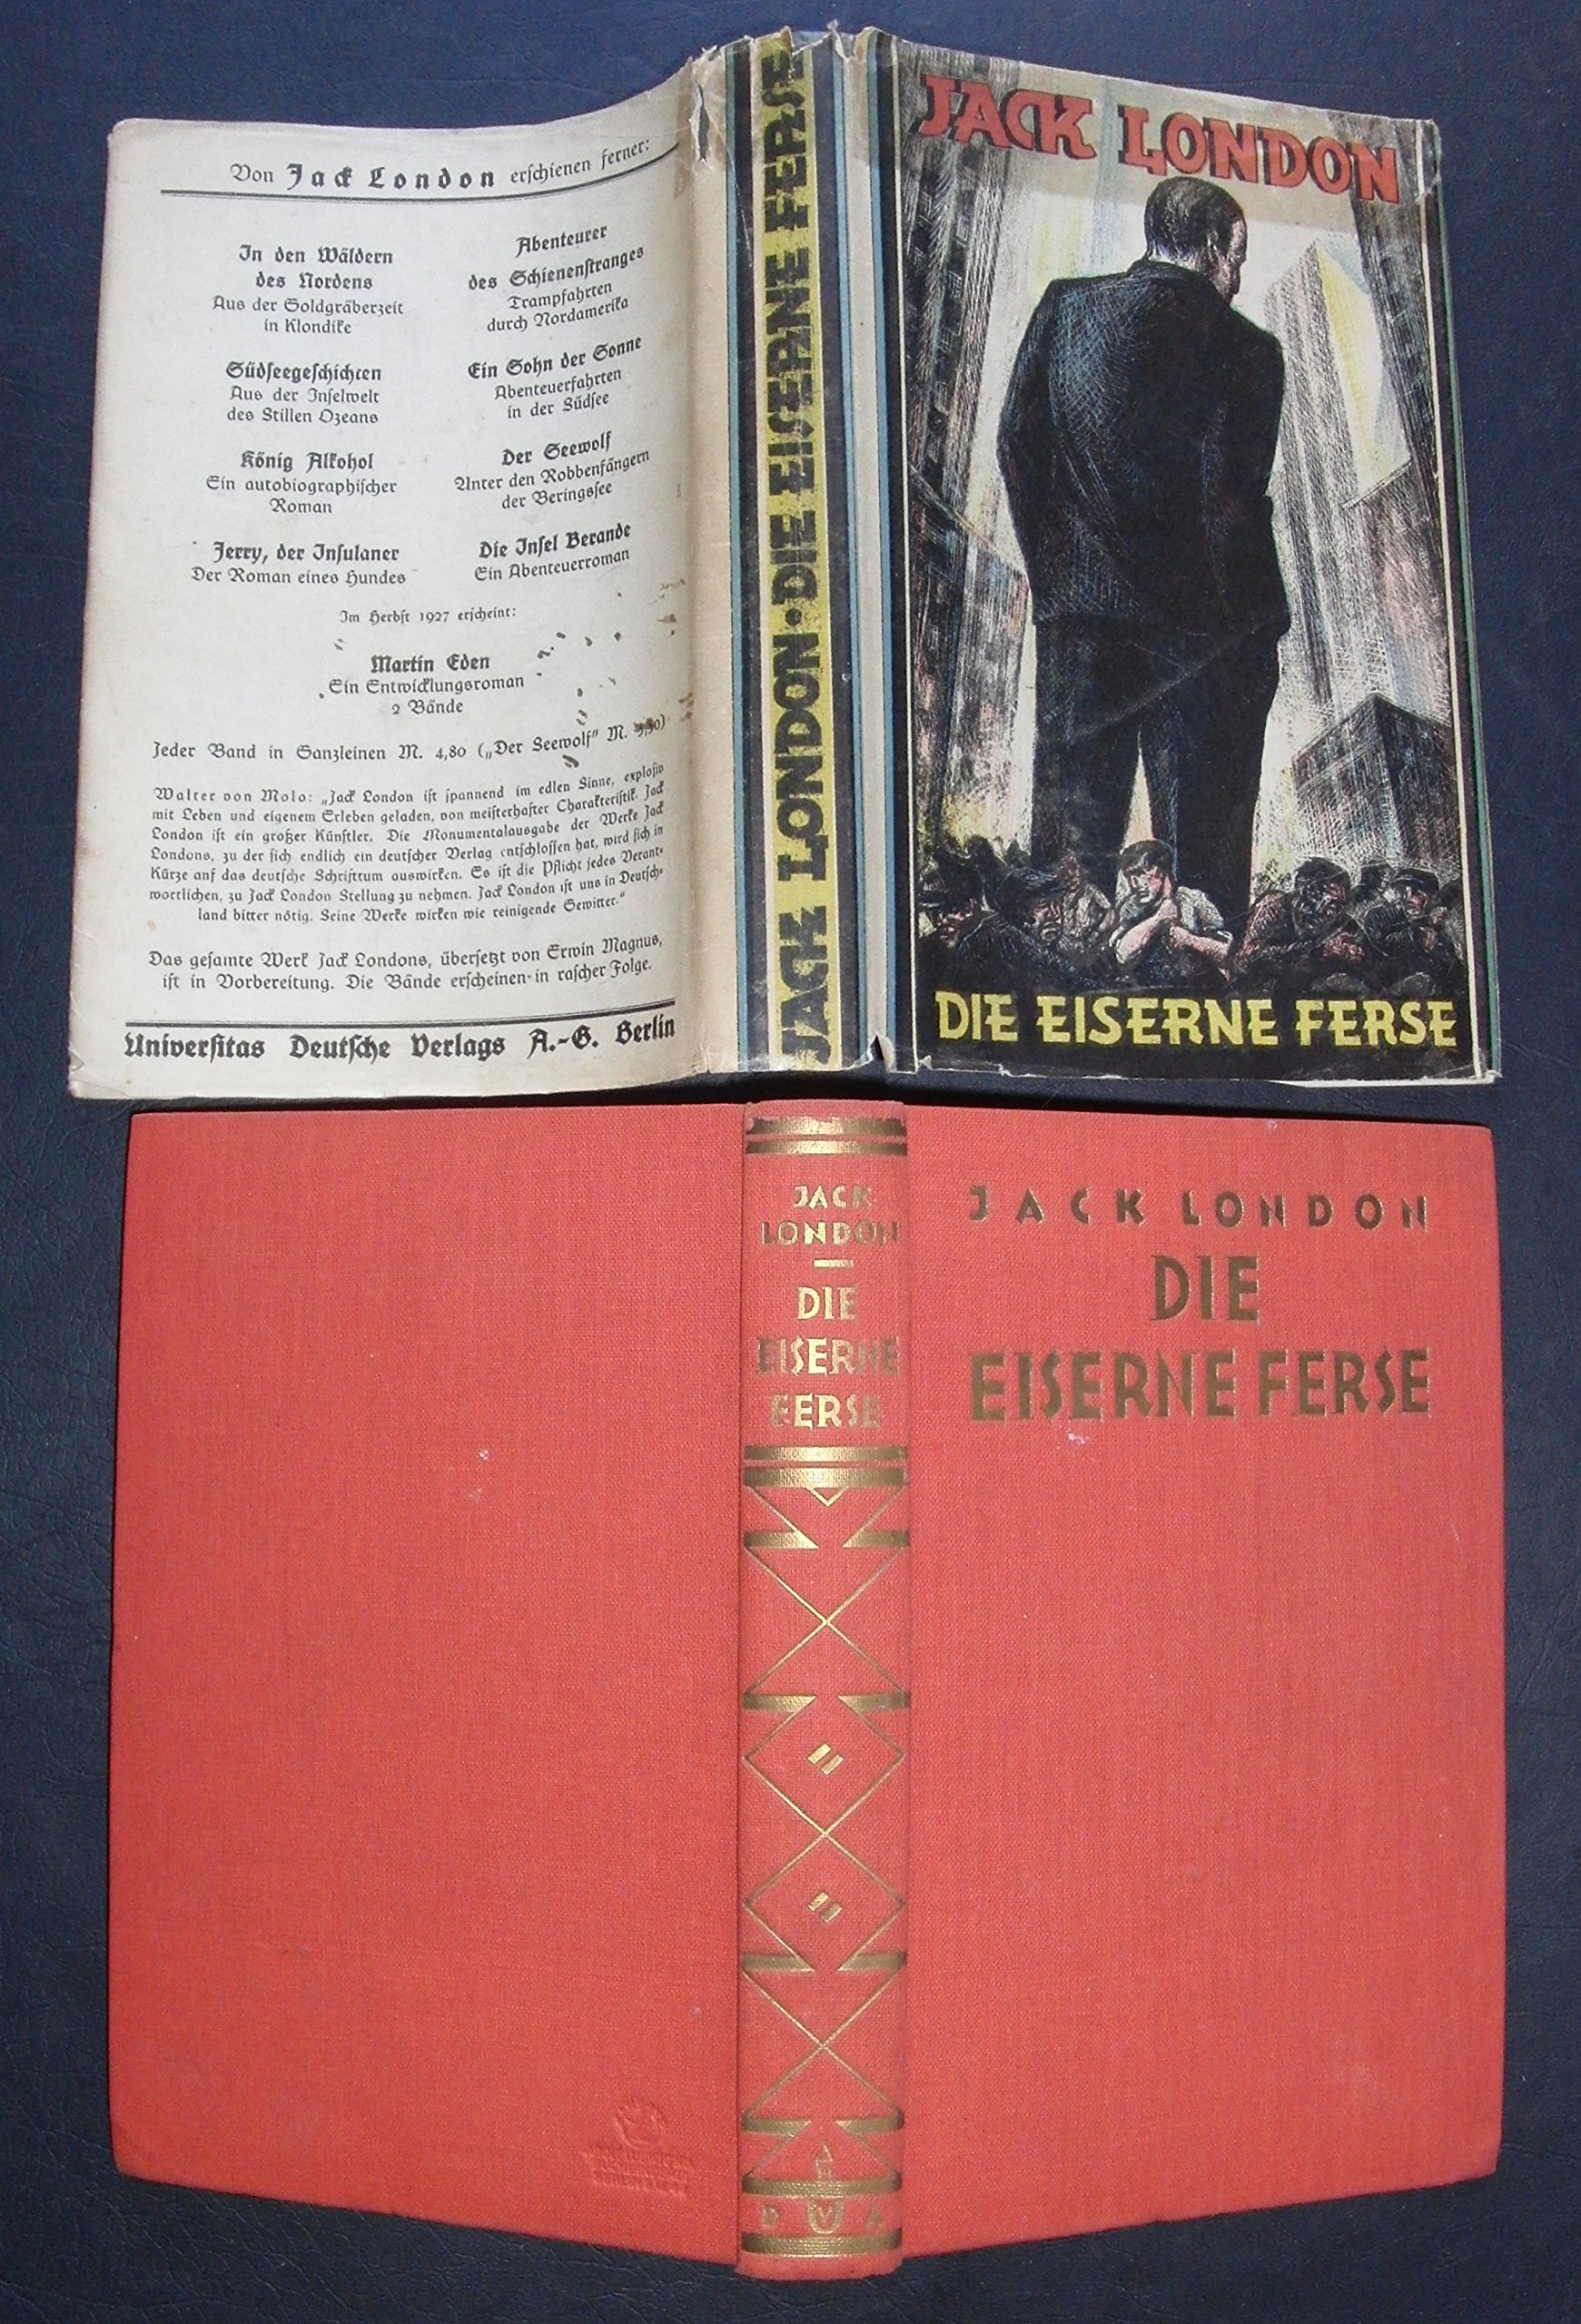 Von Jack London erschienen ferner:
In den Wäldern
des Nordens
Aus der Goldgräberzeit
in Klondike
Südseegeschichten
Aus der Inselwelt
des Stillen Ozeans
König Alkohol
Ein autobiographischer
Roman
Jerry, der Insulaner
Der Roman eines Hundes
Abenteurer
des Schienenstranges
Trampfahrten
durch Nordamerika
Ein Sohn der Sonne
Abenteuerfahrten
in der Südsee
Der Seewolf
Unter den Robbenfängern
der Beringssee
Die Insel Berande
Ein Abenteuerroman
Im Herbst 1927 erscheint:
Martin Eden
Ein Entwicklungsroman
2 Bände
Jeder Band in Ganzleinen M. 4,80 („Der Seewolf“ M.
Walter von Molo: „Jack London ist spannend im edlen Sinne, explosiv
mit Leben und eigenem Erleben geladen, von meisterhafter Charakteristik. Jack
London ist ein großer Künstler. Die Monumentalausgabe der Werke Jack
Londons, zu der sich endlich ein deutscher Verlag entschlossen hat, wird sich in
Kürze auf das deutsche Schrifttum auswirken. Es ist die Pflicht jedes Verant-
wortlichen, zu Jack London Stellung zu nehmen. Jack London ist uns in Deutsch-
land bitter nötig. Seine Werke wirken wie reinigende Gewitter.“
Das gesamte Werk Jack Londons, übersetzt von Erwin Magnus,
ist in Vorbereitung. Die Bände erscheinen in rascher Folge.
Universitas Deutsche Verlags A.-G. Berlin
JACK LONDON · DIE EISERNE FERSE
JACK LONDON
DIE EISERNE FERSE
JACK
LONDON
DIE
EISERNE
FERSE
D V A
JACK LONDON
DIE
EISERNE FERSE